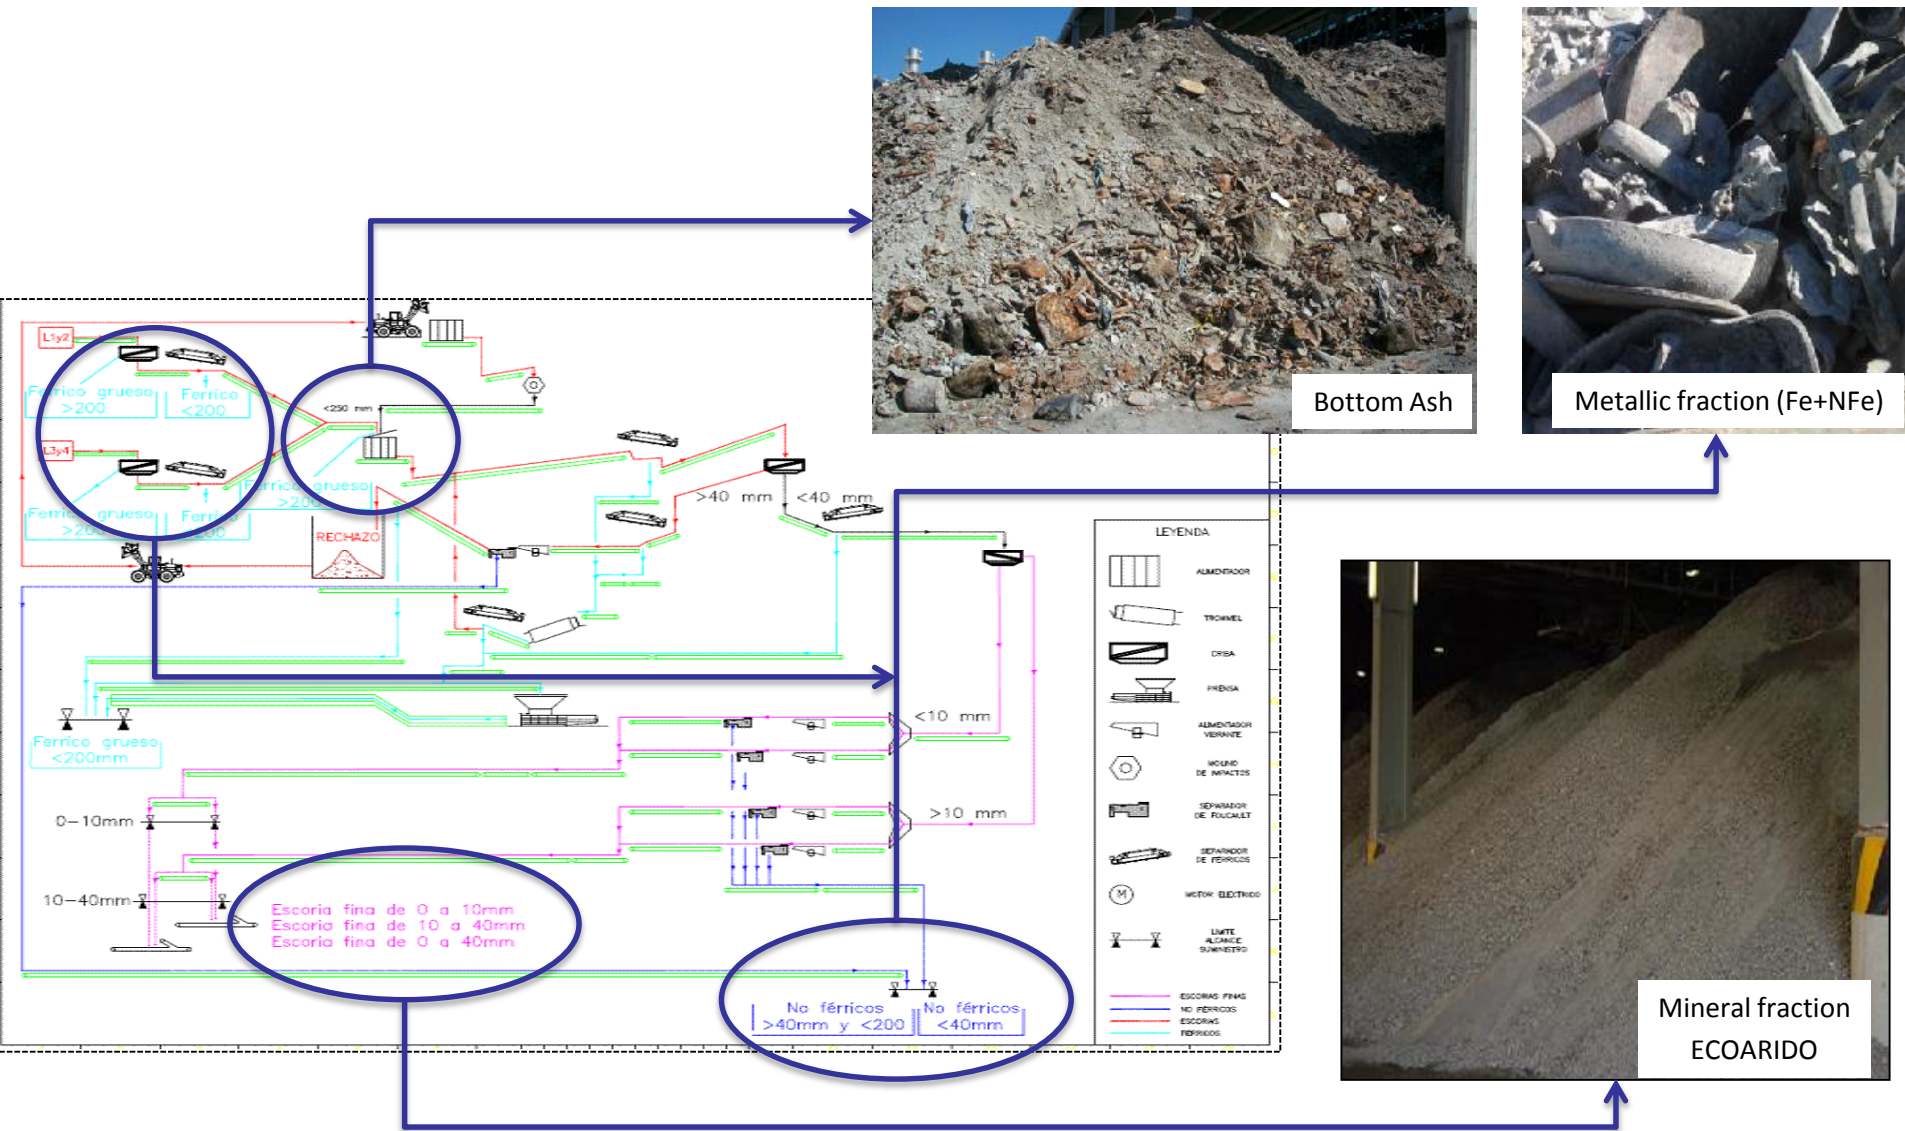 Bottom Ash
Metallic fraction (Fe+NFe)
L1y2
Ferrico grueso
>200
Ferrica
<200
<250 mm
L3y4
Ferrico grueso
>200
Ferrico grueso
>200
Ferrica
<200
RECHAZO
>40 mm
<40 mm
Ferrico grueso
<200mm
<10 mm
>10 mm
0-10mm
10-40mm
Escoria fina de 0 a 10mm
Escoria fina de 10 a 40mm
Escoria fina de 0 a 40mm
No férricos
>40mm y <200
No férricos
<40mm
LEYENDA
ALIMENTADOR
TROMMEL
CRIBA
PRENSA
ALIMENTADOR
VIBRANTE
MOLINO
DE IMPACTOS
SEPARADOR
DE FOUCAULT
SEPARADOR
DE FÉRRICOS
M
MOTOR ELECTRICO
LIMITE
ALCANCE
SUMINISTRO
ESCORIAS FINAS
NO FÉRRICOS
ESCORIAS
FERRICOS
Mineral fraction
ECOARIDO